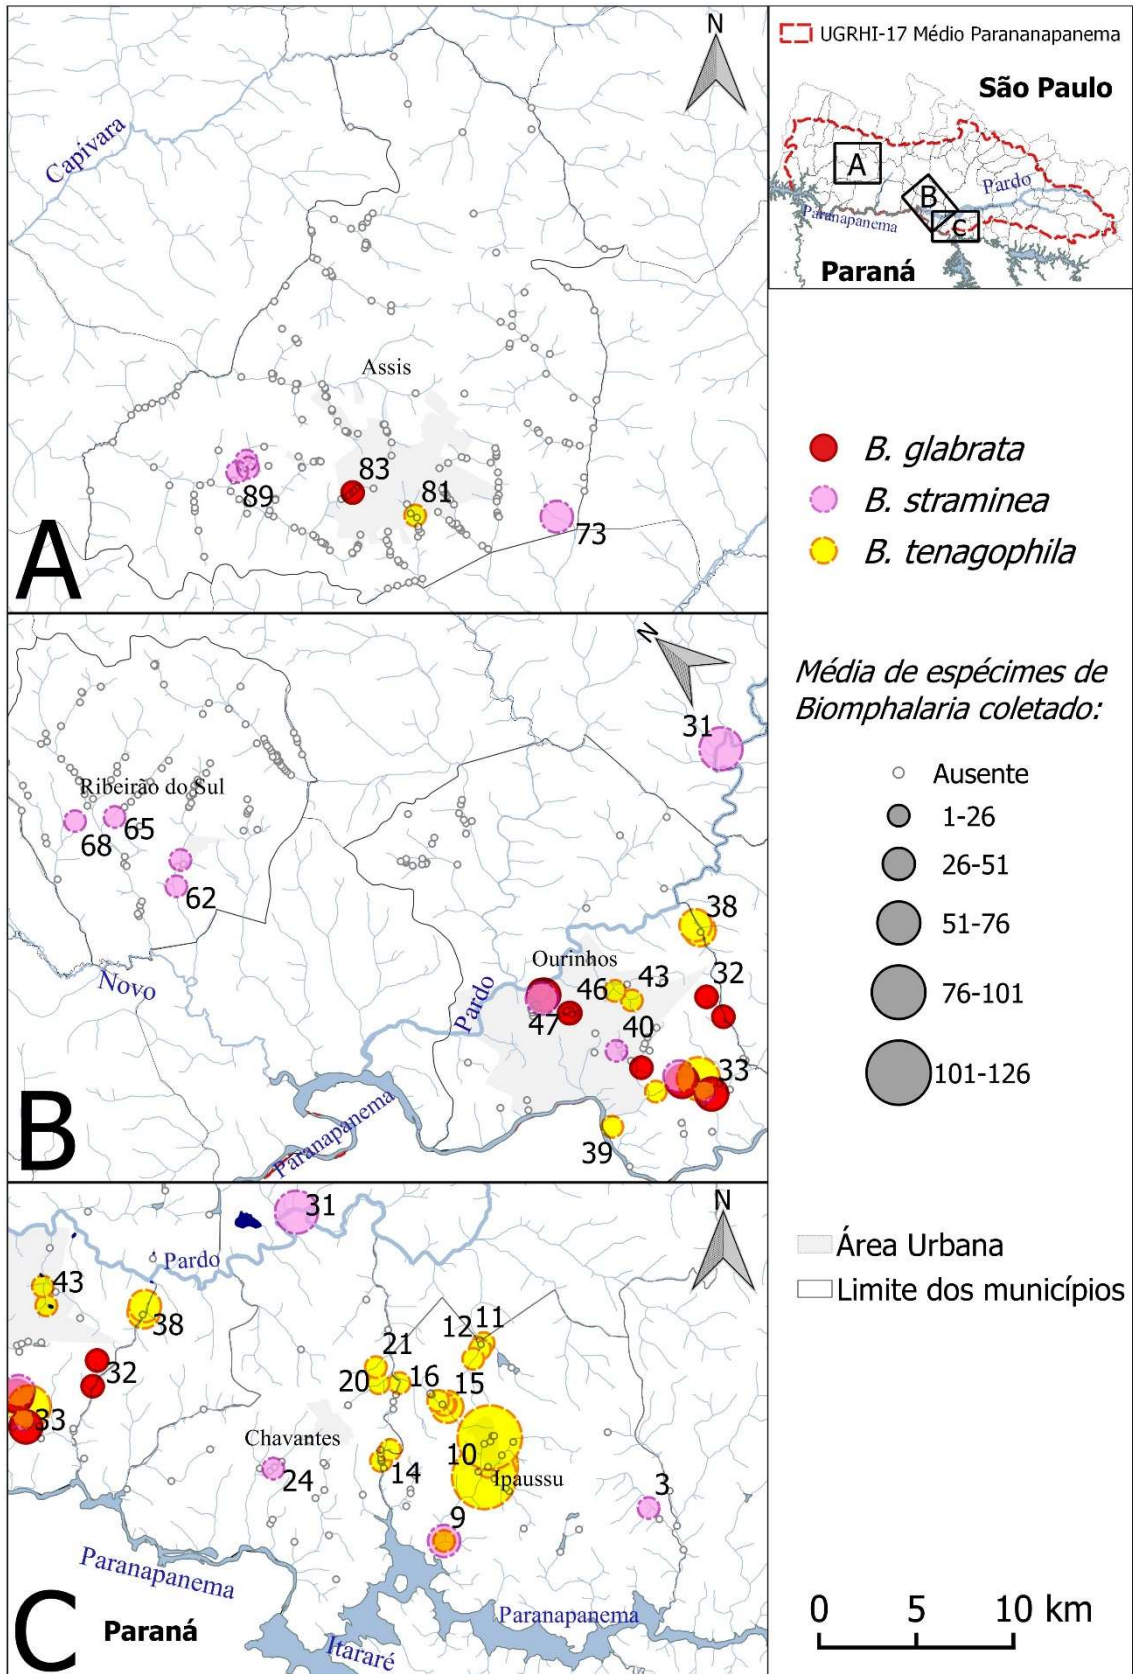 N
Capivara
Assis
83
81
89
73
A
UGRHI-17 Médio Parananapanema
São Paulo
A
B
C
Pardo
Paranapanema
Paraná
B. glabrata
B. straminea
B. tenagophila
Média de espécimes de
Biomphalaria coletado:
Ausente
1-26
26-51
51-76
76-101
101-126
Área Urbana
Limite dos municípios
0 5 10 km
N
31
Ribeirão do Sul
65
68
62
38
Novo
Pardo
Ourinhos
46
43
32
47
40
33
39
Paranapanema
B
N
31
Pardo
43
38
32
33
12
11
21
20
16
15
Chavantes
24
14
10
Ipaussu
3
9
Paranapanema
Paranapanema
Paraná
Itararé
C